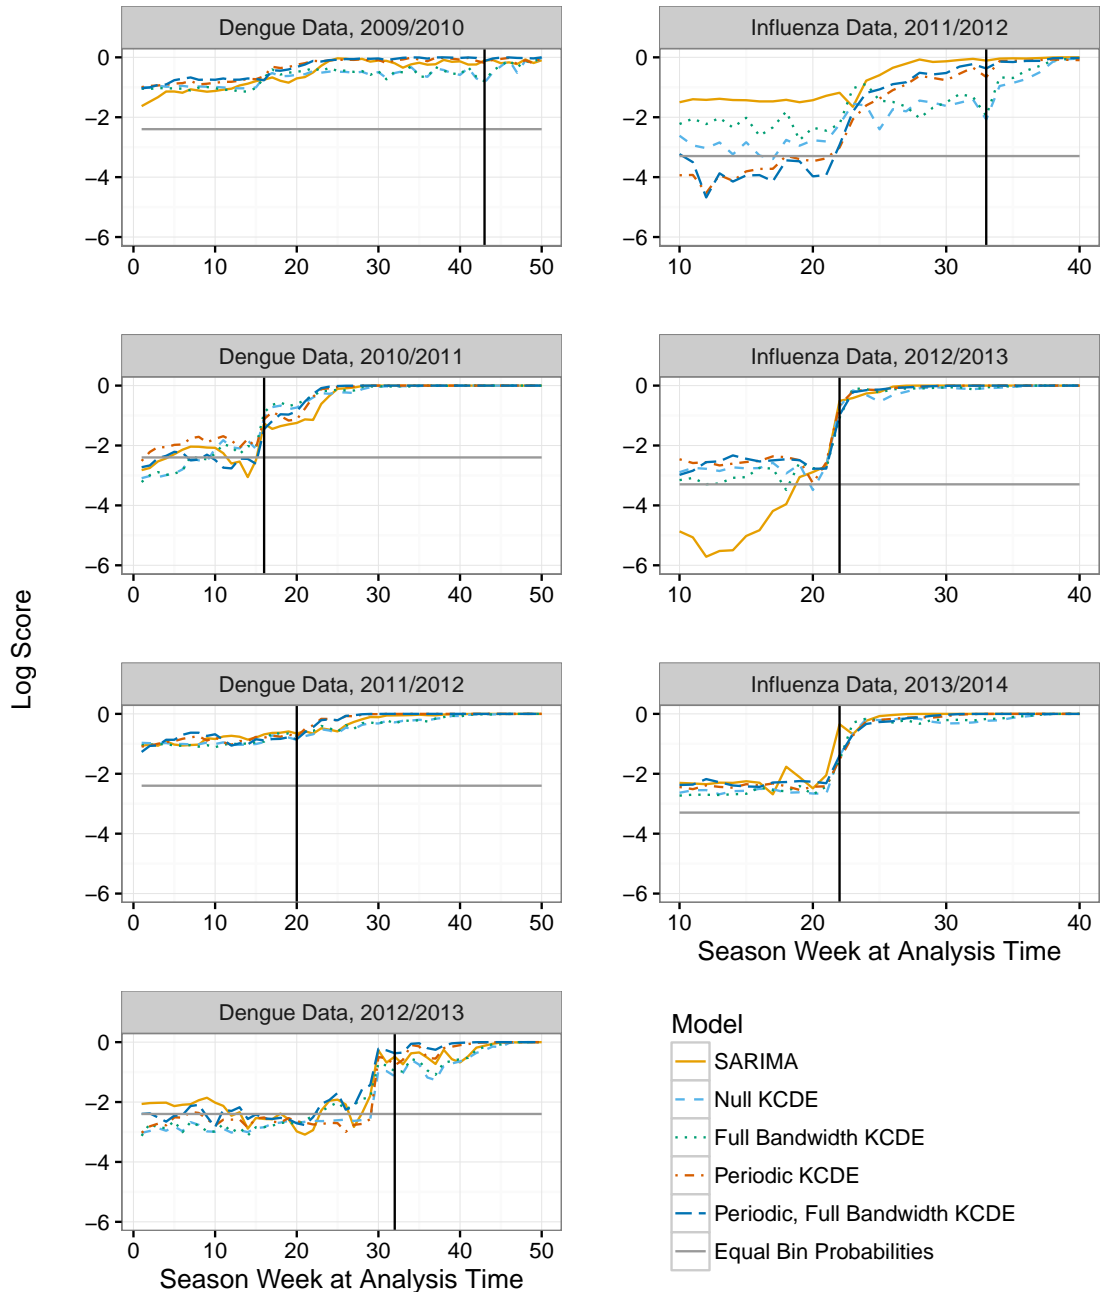 Dengue Data, 2009/2010
0
−2
−4
−6
0 10 20 30 40 50
Influenza Data, 2011/2012
0
−2
−4
−6
10 20 30 40
Dengue Data, 2010/2011
0
−2
−4
−6
0 10 20 30 40 50
Influenza Data, 2012/2013
0
−2
−4
−6
10 20 30 40
Log Score
Dengue Data, 2011/2012
0
−2
−4
−6
0 10 20 30 40 50
Influenza Data, 2013/2014
0
−2
−4
−6
10 20 30 40
Season Week at Analysis Time
Dengue Data, 2012/2013
0
−2
−4
−6
0 10 20 30 40 50
Season Week at Analysis Time
Model
SARIMA
Null KCDE
Full Bandwidth KCDE
Periodic KCDE
Periodic, Full Bandwidth KCDE
Equal Bin Probabilities